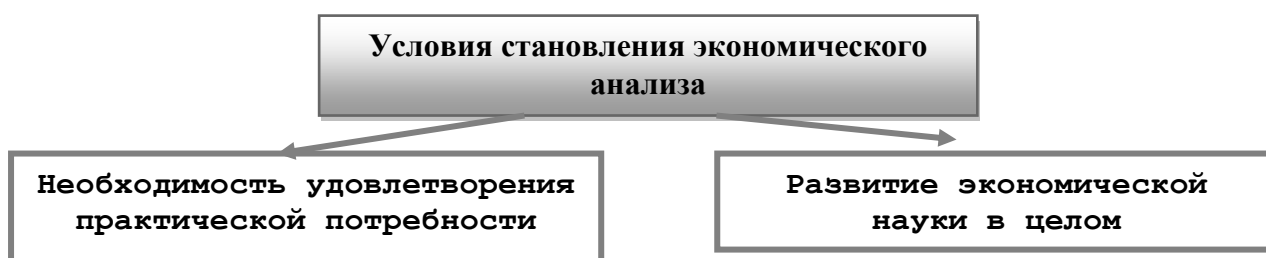 Условия становления экономического
анализа
Необходимость удовлетворения
практической потребности
Развитие экономической
науки в целом